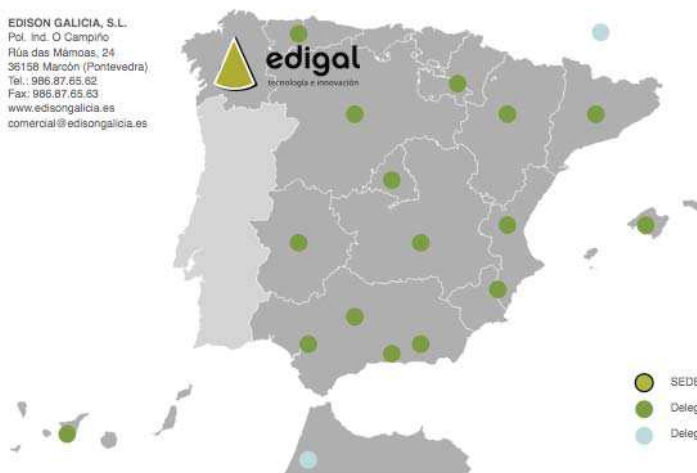 EDISON GALICIA, S.L.
Pol. Ind. O Campiño
Rúa das Mámoas, 24
36158 Marcón (Pontevedra)
Tel.: 986.87.65.62
Fax: 986.87.65.63
www.edisongalicia.es
comercial@edisongalicia.es
edigal
tecnología e innovación
SEDE
Deleg
Deleg